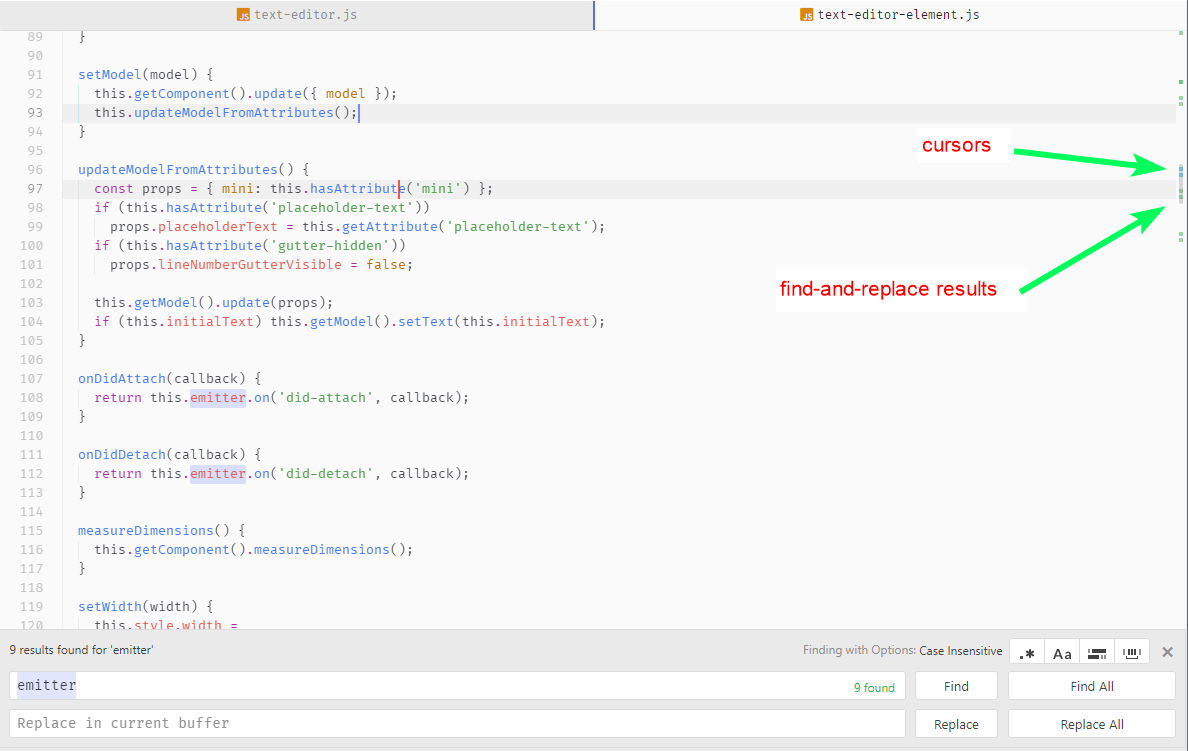 JS text-editor.js
JS text-editor-element.js
89 }
90
91 setModel(model) {
92   this.getComponent().update({ model });
93   this.updateModelFromAttributes();
94 }
95
96 updateModelFromAttributes() {
97   const props = { mini: this.hasAttribute('mini') };
98   if (this.hasAttribute('placeholder-text'))
99     props.placeholderText = this.getAttribute('placeholder-text');
100   if (this.hasAttribute('gutter-hidden'))
101     props.lineNumberGutterVisible = false;
102
103   this.getModel().update(props);
104   if (this.initialText) this.getModel().setText(this.initialText);
105 }
106
107 onDidAttach(callback) {
108   return this.emitter.on('did-attach', callback);
109 }
110
111 onDidDetach(callback) {
112   return this.emitter.on('did-detach', callback);
113 }
114
115 measureDimensions() {
116   this.getComponent().measureDimensions();
117 }
118
119 setWidth(width) {
120   this.style.width =
cursors
find-and-replace results
9 results found for 'emitter'
Finding with Options: Case Insensitive
.* Aa
emitter
9 found
Find
Find All
Replace in current buffer
Replace
Replace All